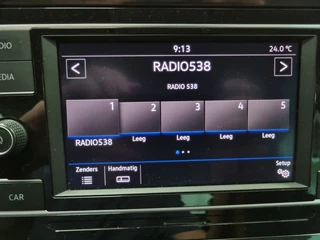 9:13
24.0 °C
RADIO538
RADIO 538
1 2 3 4 5
RADIO538 Leeg Leeg Leeg Leeg
Zenders Handmatig Setup
ADIO
EDIA
CAR